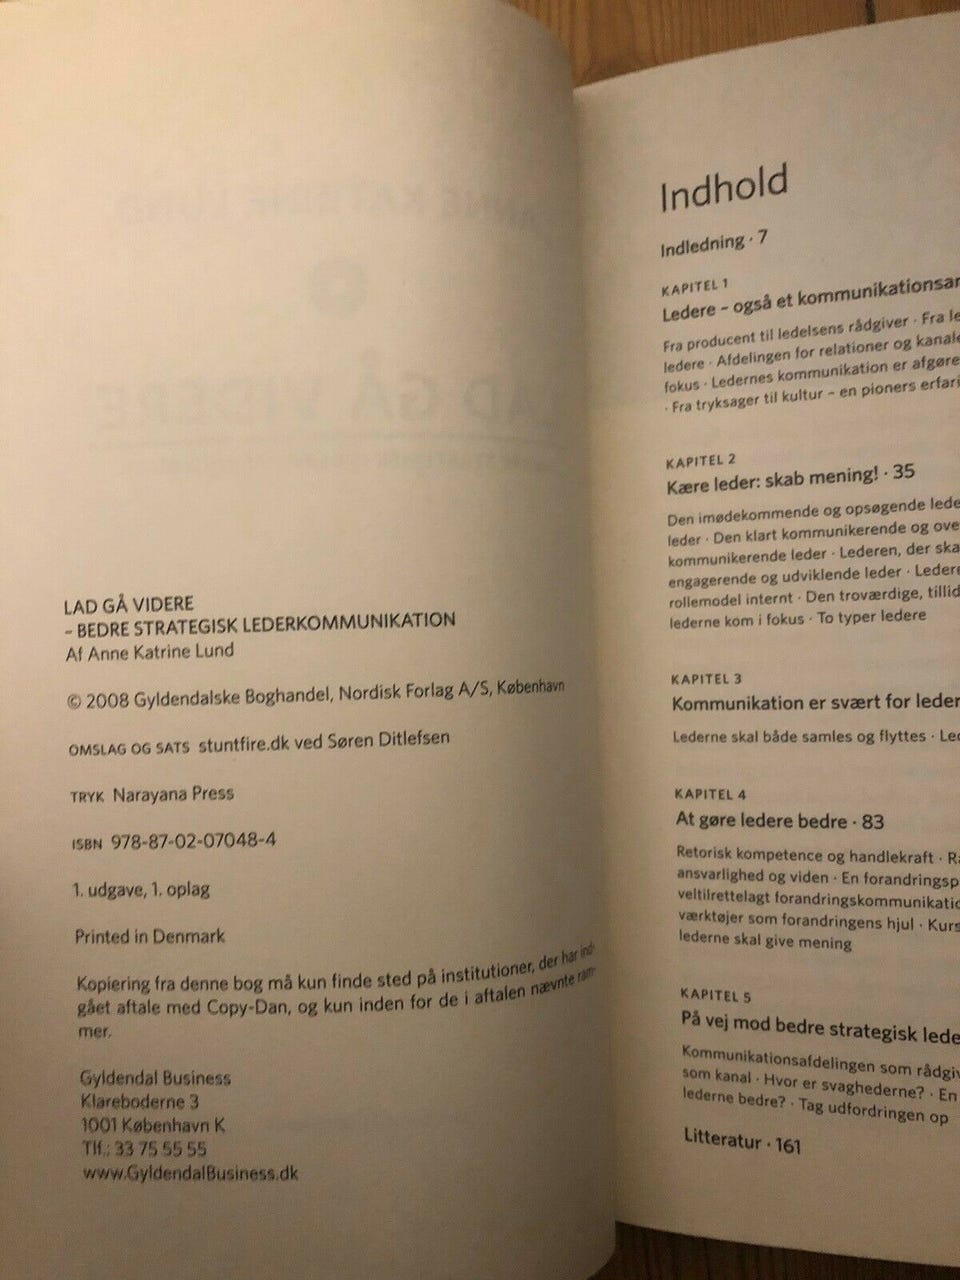 LAD GÅ VIDERE
– BEDRE STRATEGISK LEDERKOMMUNIKATION
Af Anne Katrine Lund
© 2008 Gyldendalske Boghandel, Nordisk Forlag A/S, København
OMSLAG OG SATS stuntfire.dk ved Søren Ditlefsen
TRYK Narayana Press
ISBN 978-87-02-07048-4
1. udgave, 1. oplag
Printed in Denmark
Kopiering fra denne bog må kun finde sted på institutioner, der har ind-
gået aftale med Copy-Dan, og kun inden for de i aftalen nævnte ram-
mer.
Gyldendal Business
Klareboderne 3
1001 København K
Tlf.: 33 75 55 55
www.GyldendalBusiness.dk
Indhold
Indledning · 7
KAPITEL 1
Ledere – også et
Fra producent til ledelsens rådgiver · Fra
ledere · Afdelingen for relationer og
fokus · Ledernes kommunikation er
· Fra tryksager til kultur – en pioners
KAPITEL 2
Kære leder: skab mening! · 35
Den imødekommende og opsøgende
leder · Den klart kommunikerende og
kommunikerende leder · Lederen, der
engagerende og udviklende leder ·
rollemodel internt · Den troværdige,
lederne kom i fokus · To typer ledere
KAPITEL 3
Kommunikation er svært for
Lederne skal både samles og flyttes ·
KAPITEL 4
At gøre ledere bedre · 83
Retorisk kompetence og handlekraft ·
ansvarlighed og viden · En
veltilrettelagt
værktøjer som forandringens hjul ·
lederne skal give mening
KAPITEL 5
På vej mod bedre strategisk
Kommunikationsafdelingen som
som kanal · Hvor er svaghederne? · En
lederne bedre? · Tag udfordringen op
Litteratur · 161